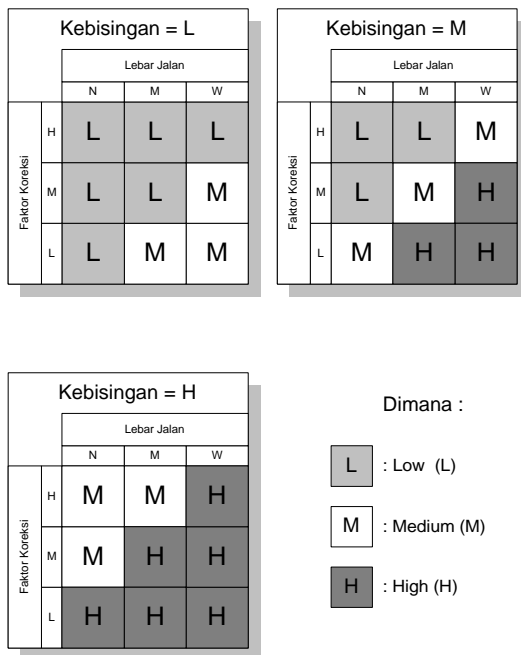 Kebisingan = L
Lebar Jalan
N M W
Faktor Koreksi
H L L L
M L L M
L L M M
Kebisingan = M
Lebar Jalan
N M W
Faktor Koreksi
H L L M
M L M H
L M H H
Kebisingan = H
Lebar Jalan
N M W
Faktor Koreksi
H M M H
M M H H
L H H H
Dimana :
L : Low (L)
M : Medium (M)
H : High (H)